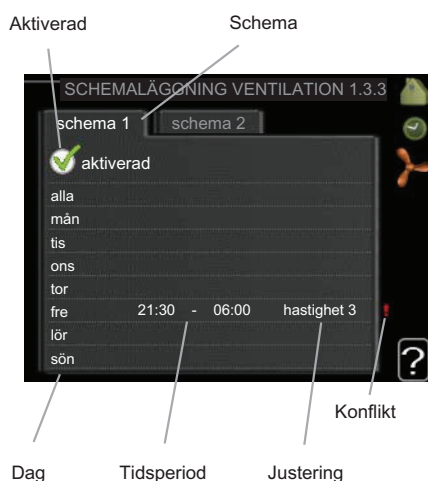 Aktiverad Schema
SCHEMALÄGGNING VENTILATION 1.3.3
schema 1 schema 2
aktiverad
alla
mån
tis
ons
tor
fre 21:30 - 06:00 hastighet 3 !
lör
sön
?
Konflikt
Dag Tidsperiod Justering